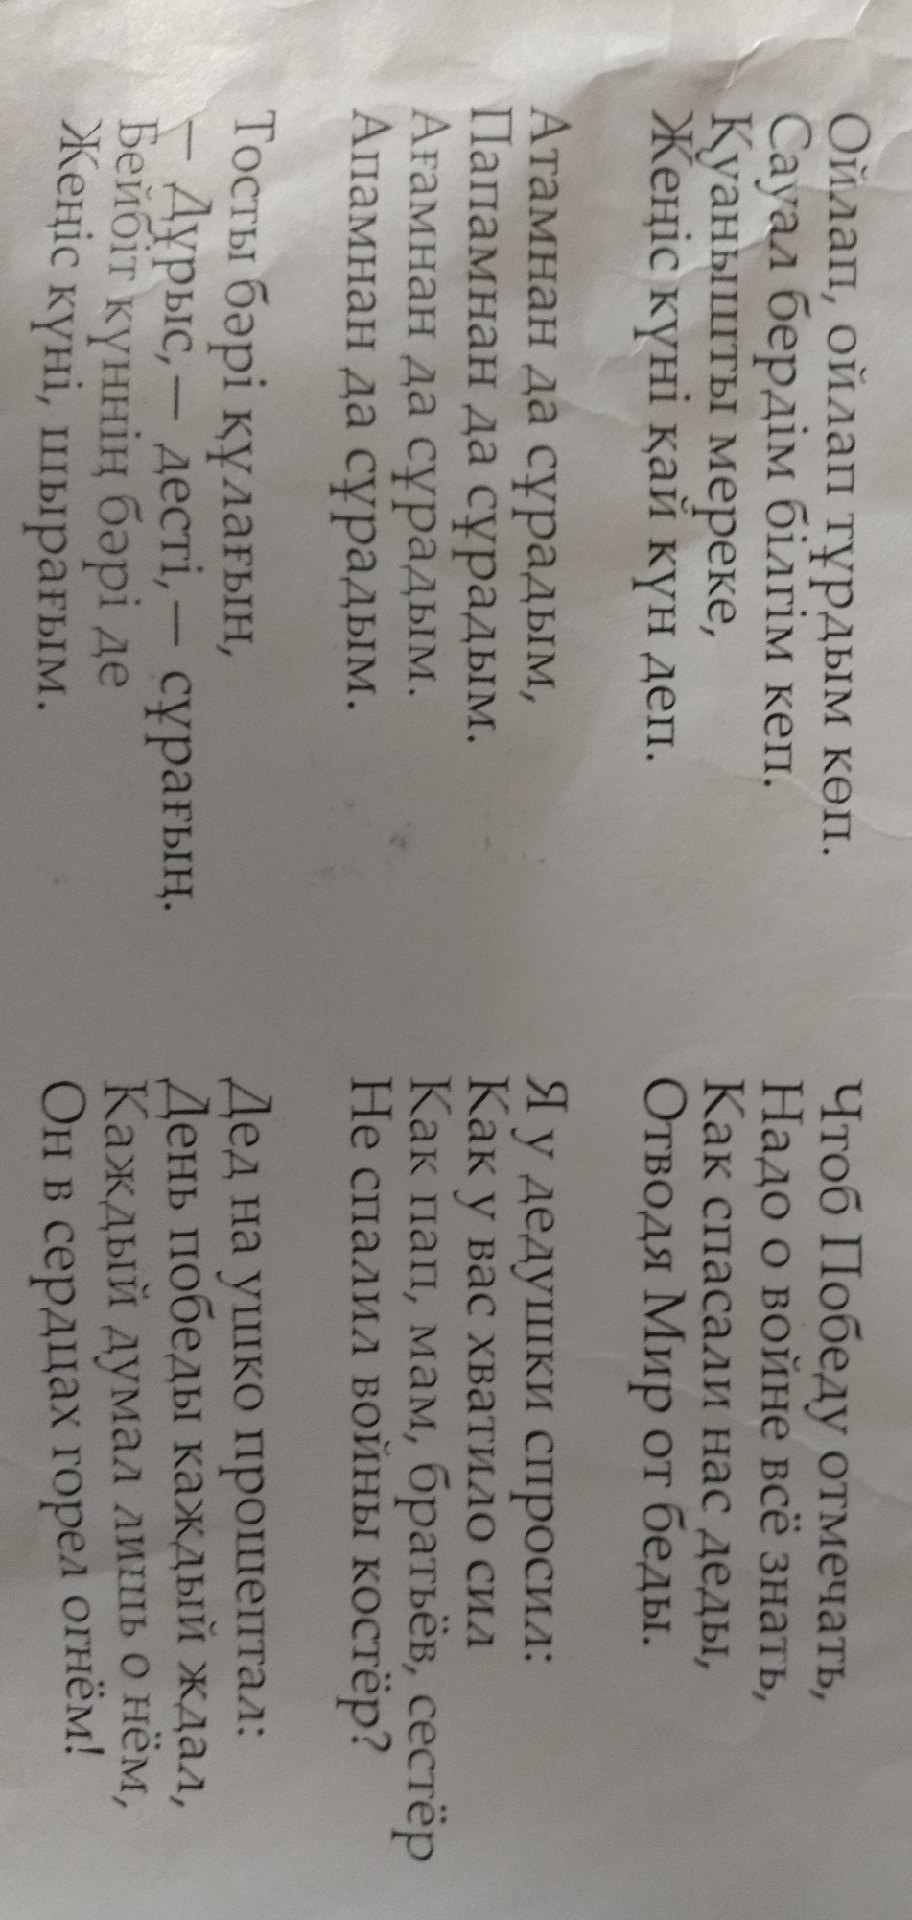 Ойлап, ойлап тұрдым көп.
Сауал бердім білгім кеп.
Қуанышты мереке,
Жеңіс күні қай күн деп.
Атамнан да сұрадым,
Папамнан да сұрадым.
Ағамнан да сұрадым.
Апамнан да сұрадым.
Тосты бәрі құлағын,
— Дұрыс,— десті,— сұрағың.
Бейбіт күннің бәрі де
Жеңіс күні, шырағым.
Чтоб Победу отмечать,
Надо о войне всё знать,
Как спасали нас деды,
Отводя Мир от беды.
Я у дедушки спросил:
Как у вас хватило сил
Как пап, мам, братьёв, сестёр
Не спалил войны костёр?
Дед на ушко прошептал:
День победы каждый ждал,
Каждый думал лишь о нём,
Он в сердцах горел огнём!